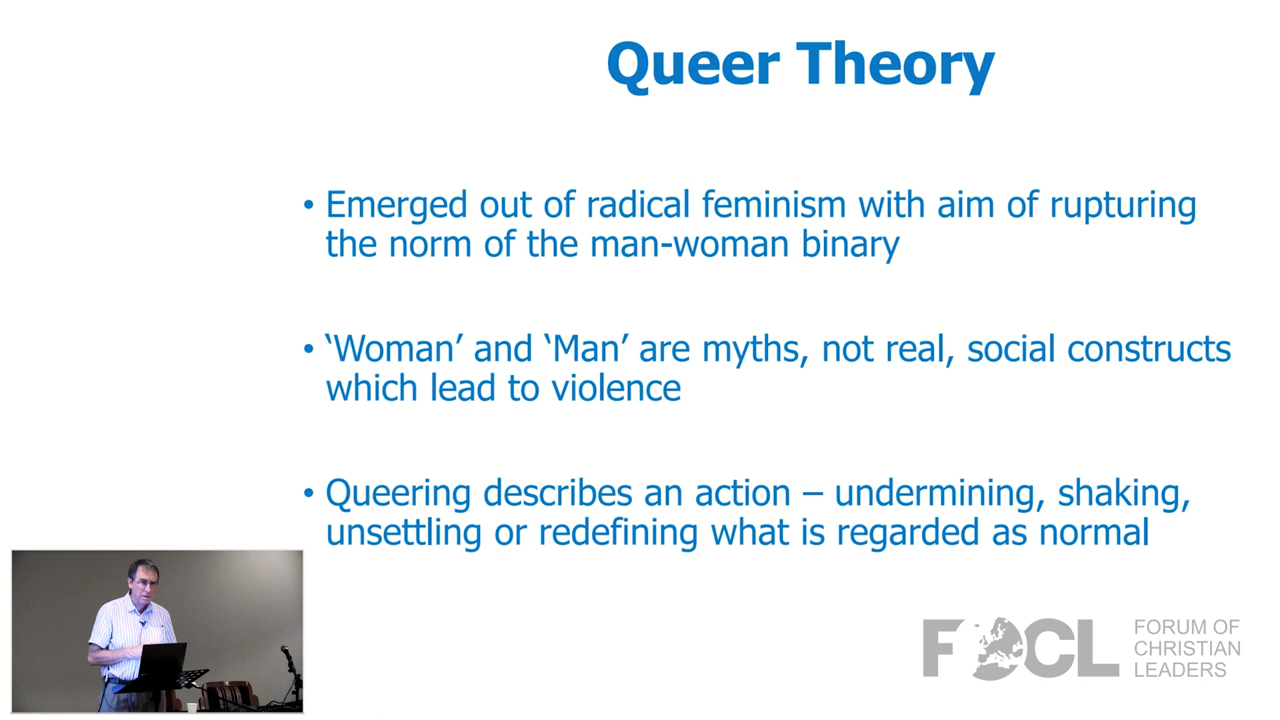 Queer Theory
• Emerged out of radical feminism with aim of rupturing
the norm of the man-woman binary
• ‘Woman’ and ‘Man’ are myths, not real, social constructs
which lead to violence
• Queering describes an action – undermining, shaking,
unsettling or redefining what is regarded as normal
FOCL
FORUM OF
CHRISTIAN
LEADERS